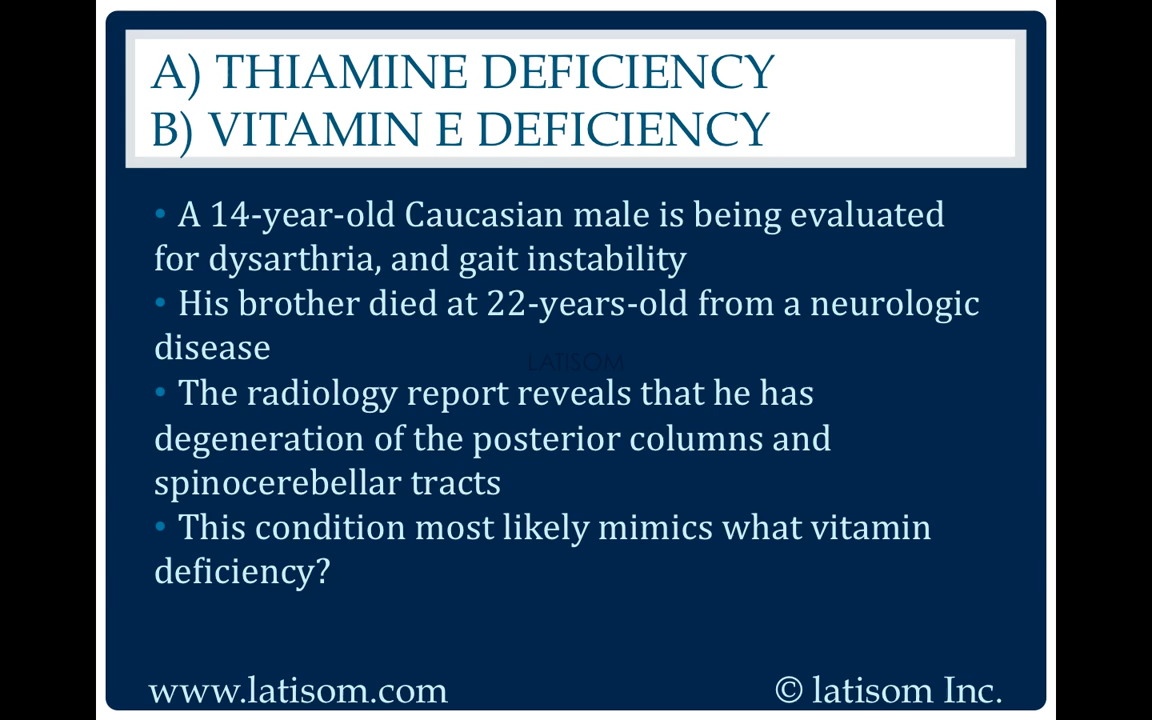 A) THIAMINE DEFICIENCY
B) VITAMIN E DEFICIENCY
• A 14-year-old Caucasian male is being evaluated
for dysarthria, and gait instability
• His brother died at 22-years-old from a neurologic
disease
LATISOM
• The radiology report reveals that he has
degeneration of the posterior columns and
spinocerebellar tracts
• This condition most likely mimics what vitamin
deficiency?
www.latisom.com © latisom Inc.